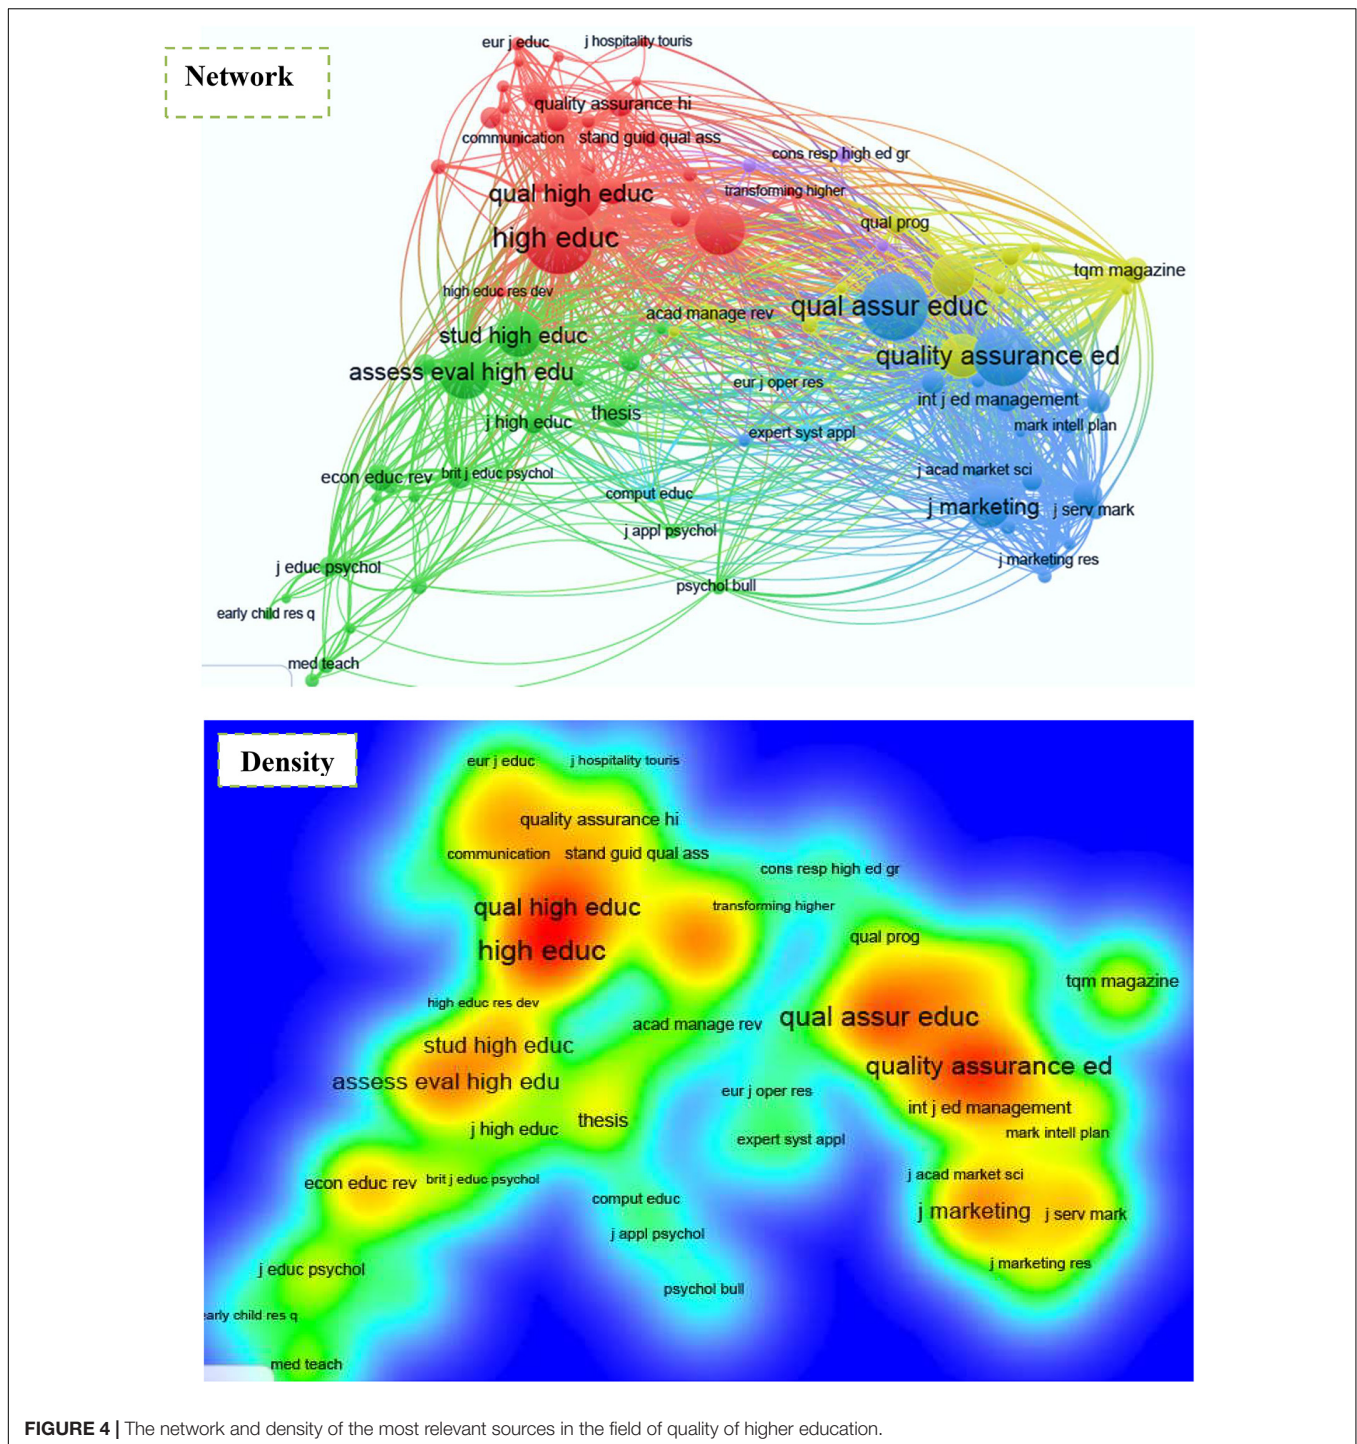 eur j educ
j hospitality touris
Network
quality assurance hi
communication
stand guid qual ass
cons resp high ed gr
transforming higher
qual high educ
qual prog
high educ
tqm magazine
high educ res dev
qual assur educ
acad manage rev
stud high educ
quality assurance ed
assess eval high edu
eur j oper res
int j ed management
thesis
j high educ
mark intell plan
expert syst appl
j acad market sci
econ educ rev
brit j educ psychol
comput educ
j marketing
j serv mark
j appl psychol
j marketing res
j educ psychol
psychol bull
early child res q
med teach
Density
eur j educ
j hospitality touris
quality assurance hi
communication
stand guid qual ass
cons resp high ed gr
qual high educ
transforming higher
qual prog
high educ
tqm magazine
high educ res dev
qual assur educ
acad manage rev
stud high educ
quality assurance ed
assess eval high edu
eur j oper res
int j ed management
thesis
j high educ
mark intell plan
expert syst appl
j acad market sci
econ educ rev
brit j educ psychol
comput educ
j marketing
j serv mark
j appl psychol
j marketing res
j educ psychol
psychol bull
early child res q
med teach
FIGURE 4 | The network and density of the most relevant sources in the field of quality of higher education.